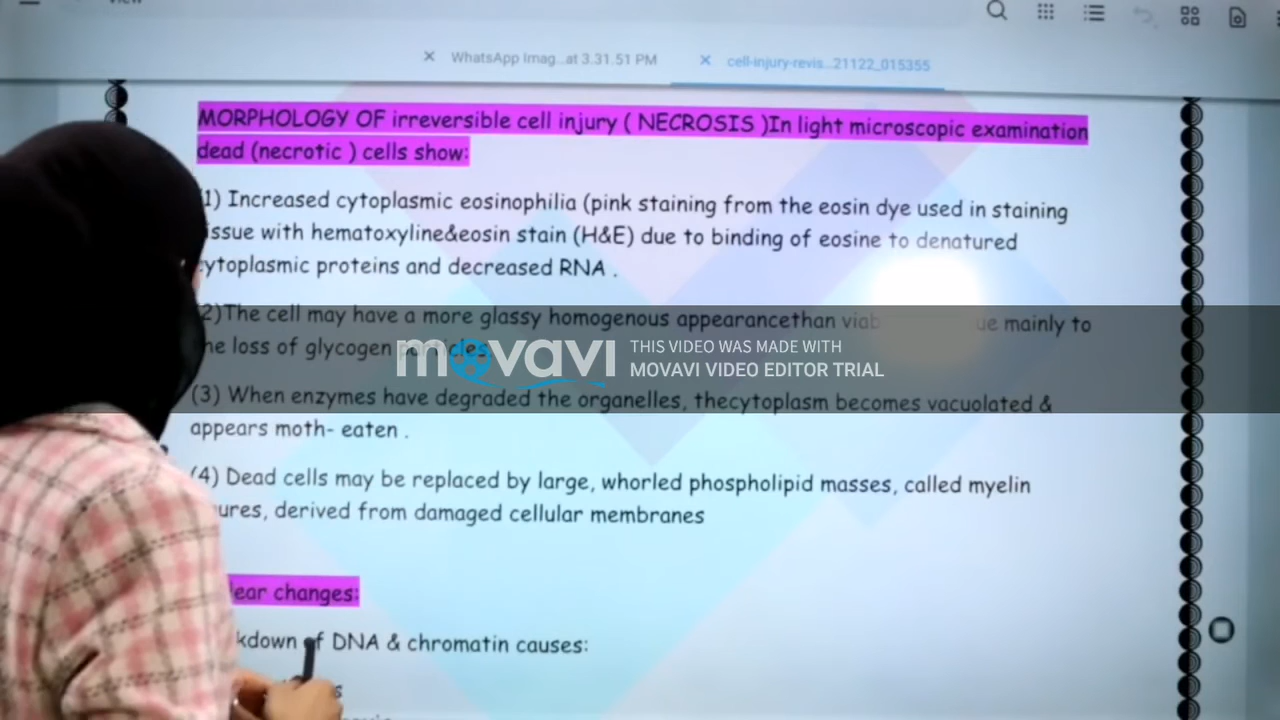 View
WhatsApp Imag...at 3.31.51 PM
cell-injury-revis...21122_015355
MORPHOLOGY OF irreversible cell injury ( NECROSIS )In light microscopic examination
dead (necrotic ) cells show:
1) Increased cytoplasmic eosinophilia (pink staining from the eosin dye used in staining
issue with hematoxyline&eosin stain (H&E) due to binding of eosine to denatured
cytoplasmic proteins and decreased RNA .
2)The cell may have a more glassy homogenous appearancethan viab ue mainly to
he loss of glycogen particles
movavi
THIS VIDEO WAS MADE WITH
MOVAVI VIDEO EDITOR TRIAL
(3) When enzymes have degraded the organelles, thecytoplasm becomes vacuolated &
appears moth- eaten .
(4) Dead cells may be replaced by large, whorled phospholipid masses, called myelin
ures, derived from damaged cellular membranes
lear changes:
kdown of DNA & chromatin causes: